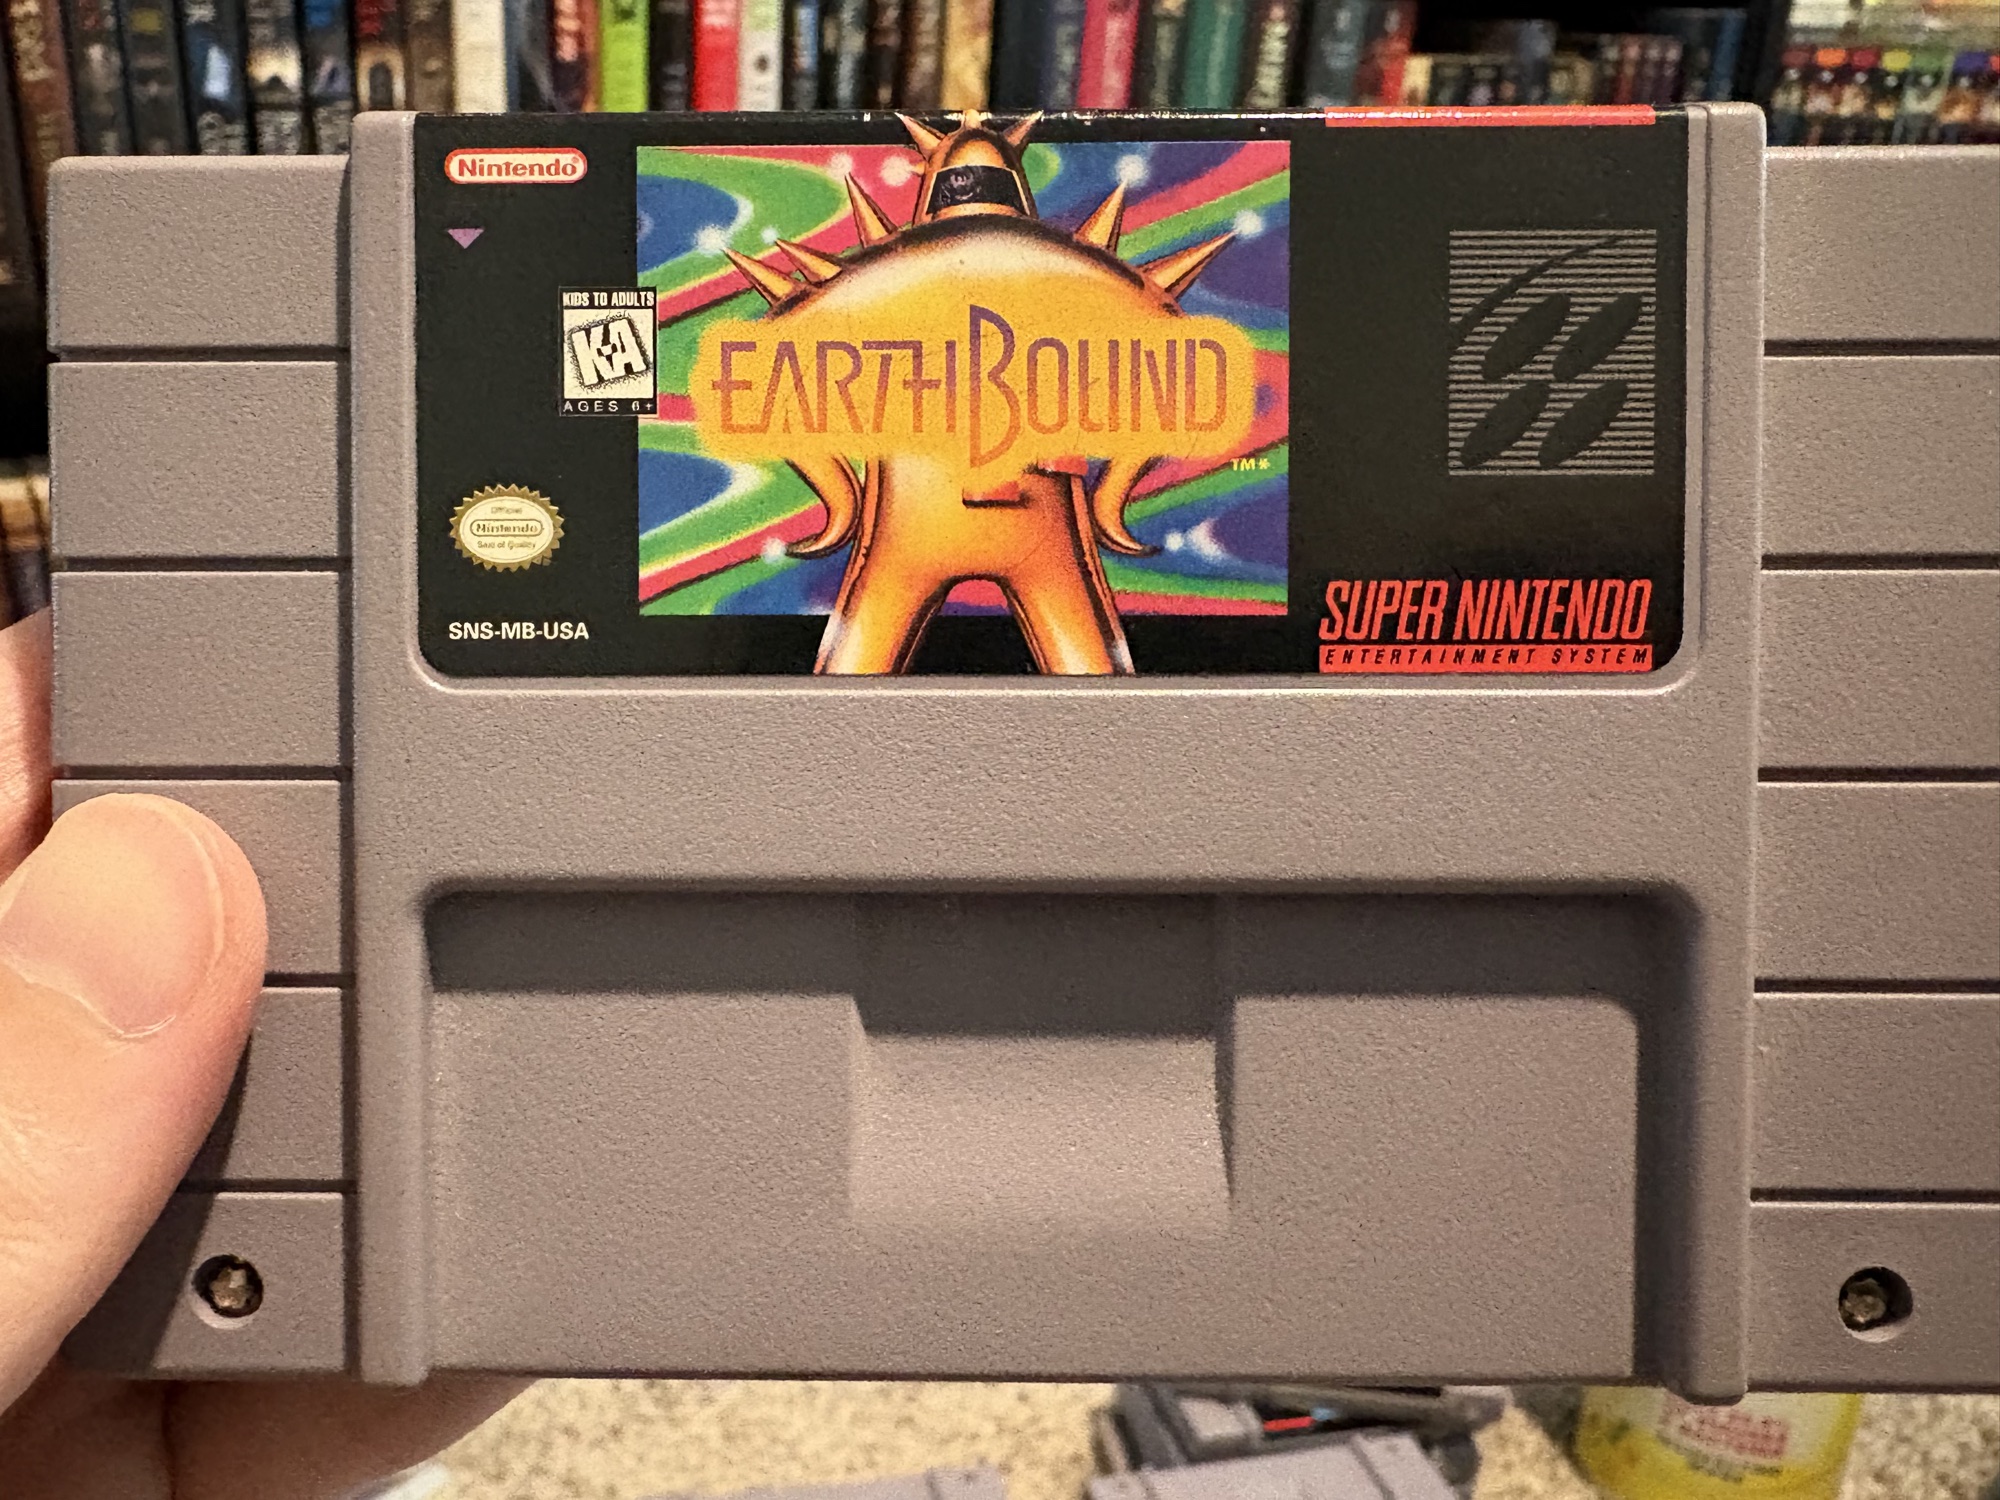 Nintendo®
KIDS TO ADULTS
K-A
AGES 6+
EARTHBOUND
TM*
Official
Nintendo
Seal of Quality
SNS-MB-USA
SUPER NINTENDO
ENTERTAINMENT SYSTEM